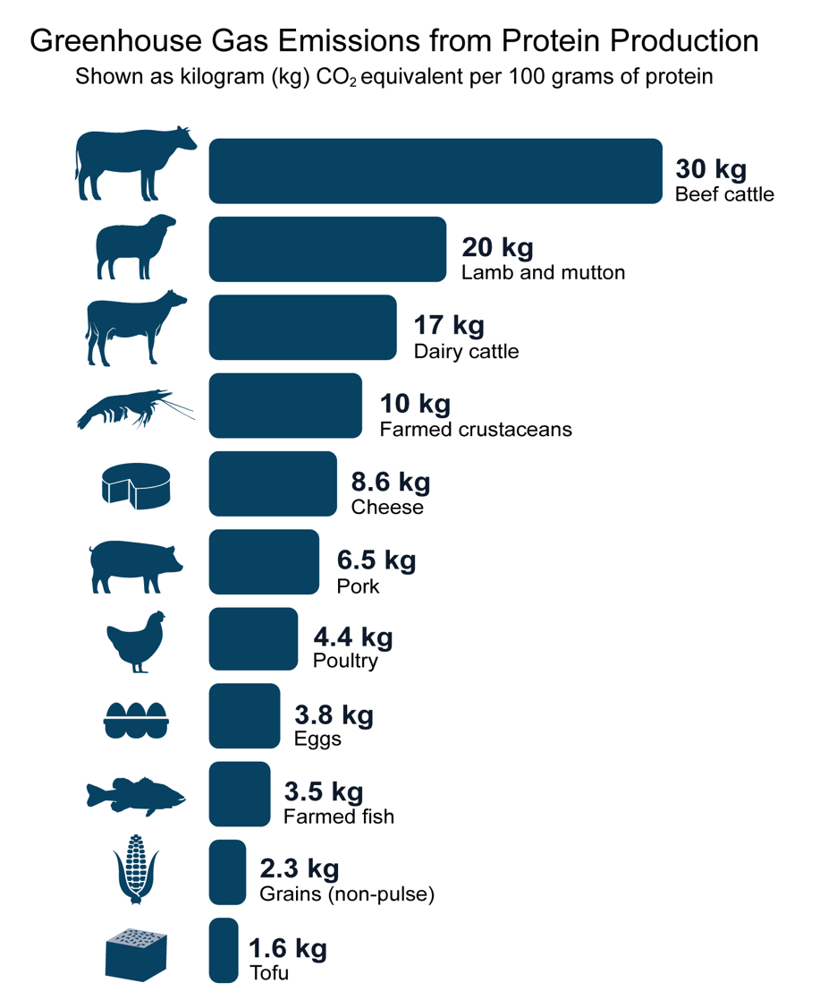 Greenhouse Gas Emissions from Protein Production
Shown as kilogram (kg) CO₂ equivalent per 100 grams of protein
30 kg
Beef cattle
20 kg
Lamb and mutton
17 kg
Dairy cattle
10 kg
Farmed crustaceans
8.6 kg
Cheese
6.5 kg
Pork
4.4 kg
Poultry
3.8 kg
Eggs
3.5 kg
Farmed fish
2.3 kg
Grains (non-pulse)
1.6 kg
Tofu